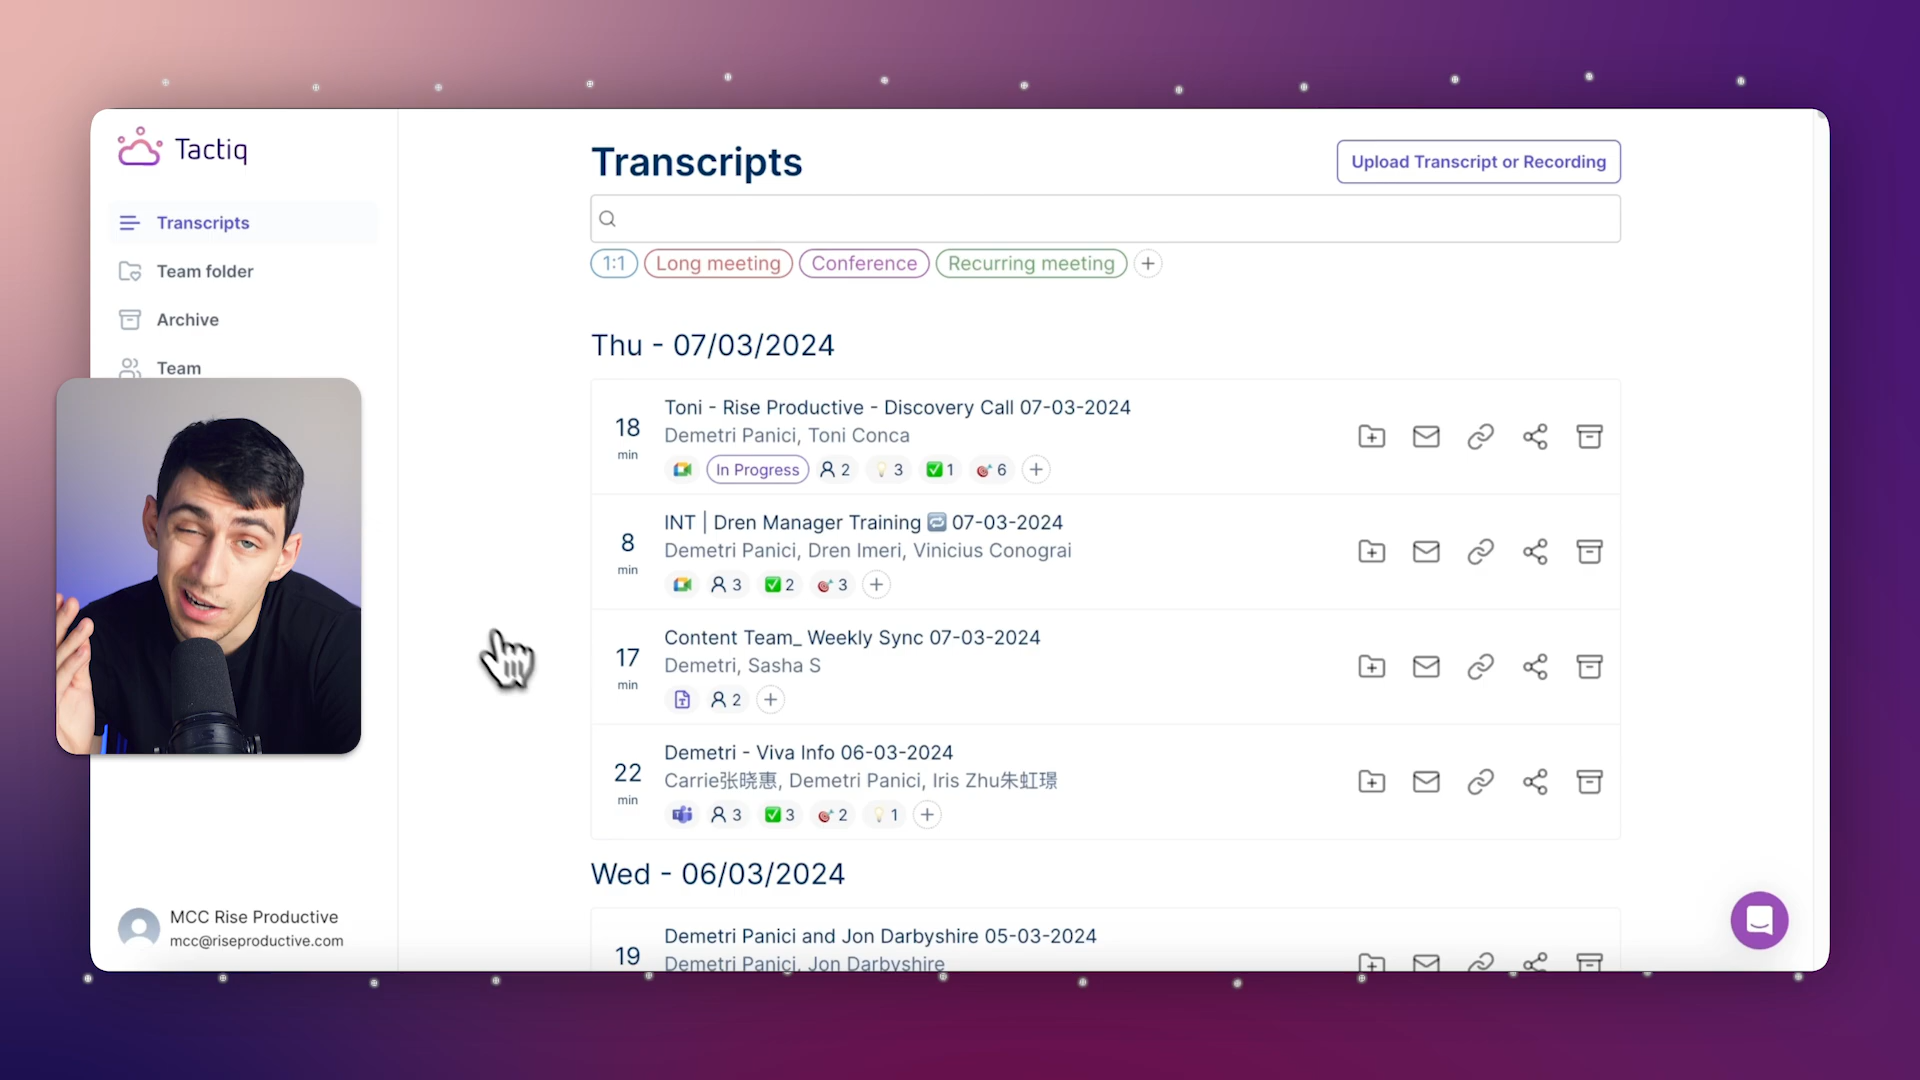 Tactiq
Transcripts
Team folder
Archive
Team
MCC Rise Productive
mcc@riseproductive.com
Transcripts
Upload Transcript or Recording
1:1 Long meeting Conference Recurring meeting
Thu - 07/03/2024
18 min
Toni - Rise Productive - Discovery Call 07-03-2024
Demetri Panici, Toni Conca
In Progress 2 3 1 6
8 min
INT | Dren Manager Training 07-03-2024
Demetri Panici, Dren Imeri, Vinicius Conograi
3 2 3
17 min
Content Team_ Weekly Sync 07-03-2024
Demetri, Sasha S
2
22 min
Demetri - Viva Info 06-03-2024
Carrie张晓惠, Demetri Panici, Iris Zhu朱虹璟
3 3 2 1
Wed - 06/03/2024
19
Demetri Panici and Jon Darbyshire 05-03-2024
Demetri Panici, Jon Darbyshire